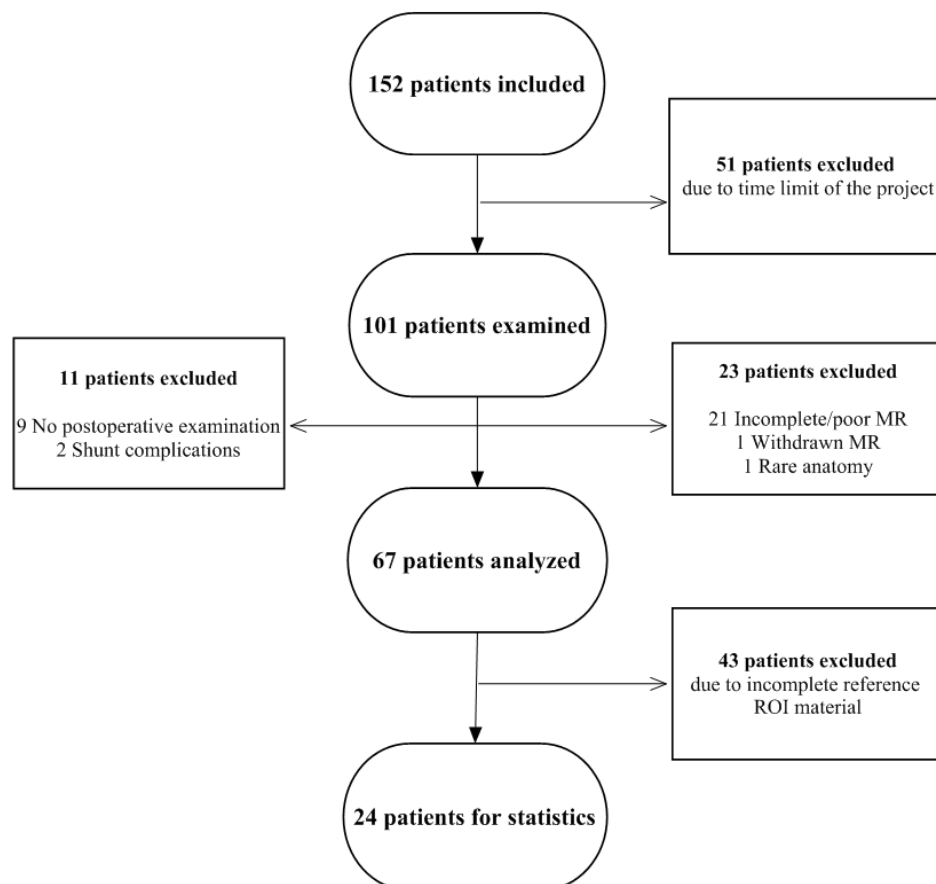 152 patients included
51 patients excluded
due to time limit of the project
101 patients examined
11 patients excluded
9 No postoperative examination
2 Shunt complications
23 patients excluded
21 Incomplete/poor MR
1 Withdrawn MR
1 Rare anatomy
67 patients analyzed
43 patients excluded
due to incomplete reference
ROI material
24 patients for statistics